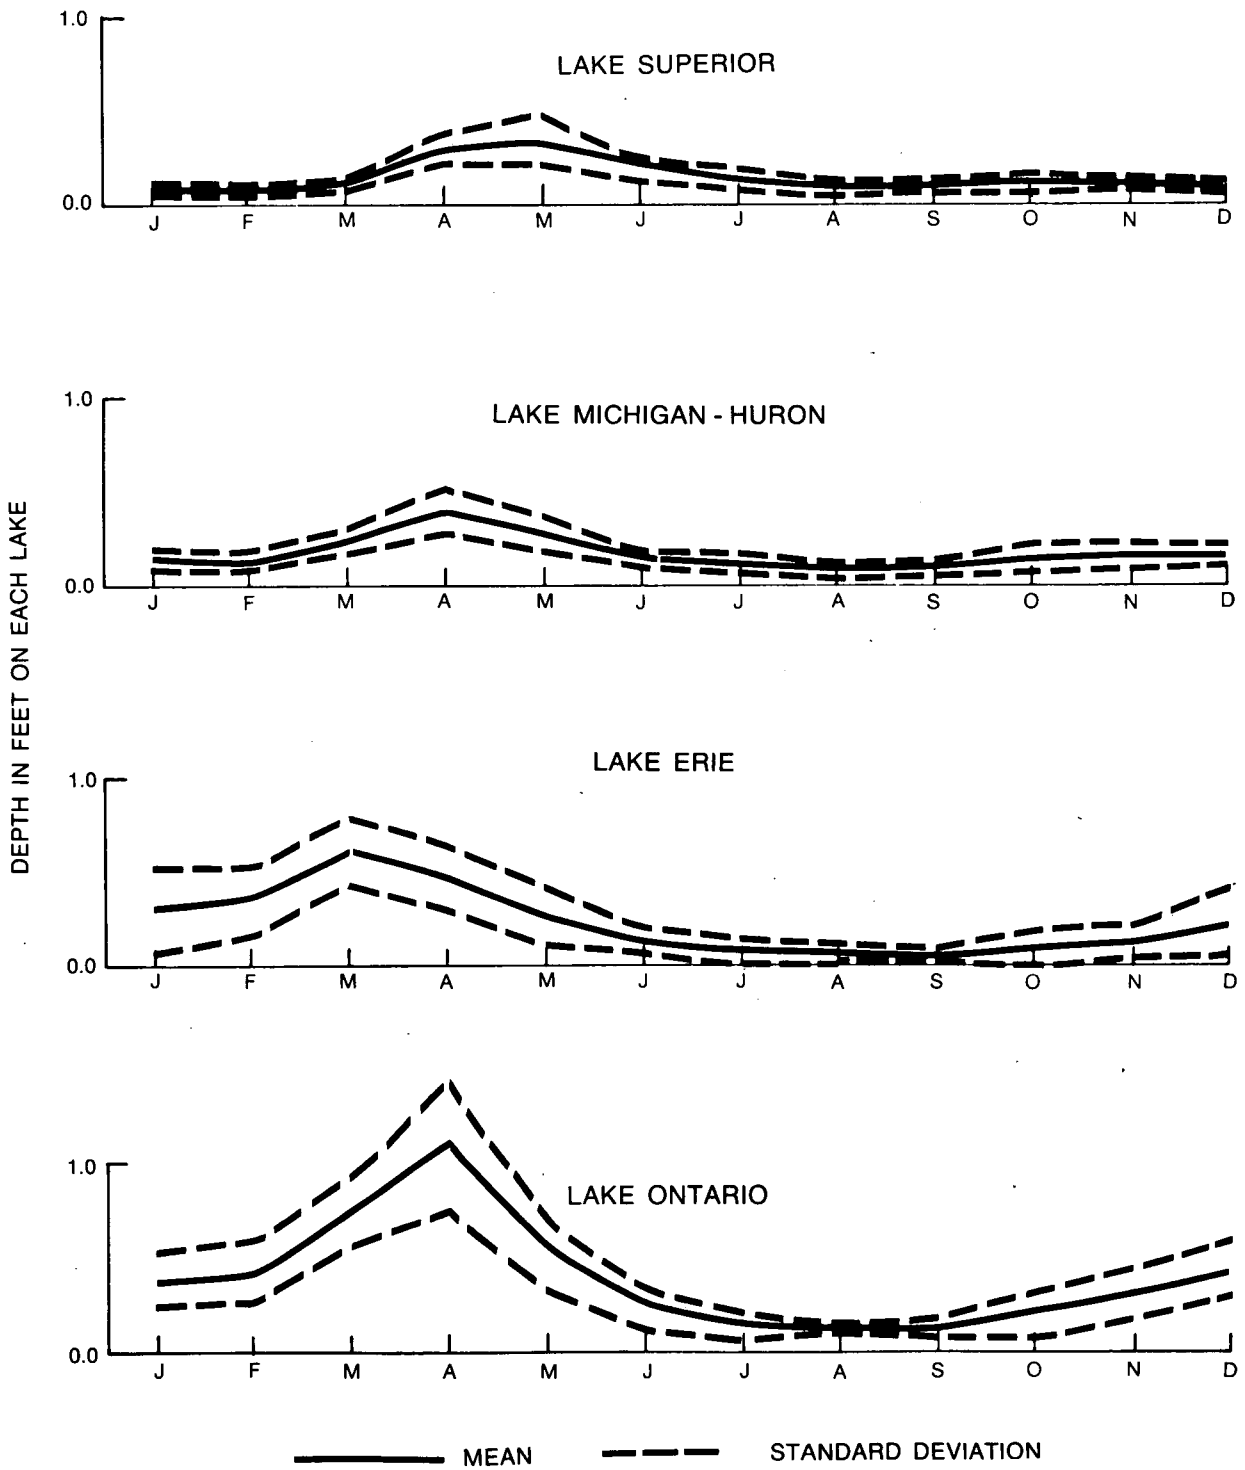 DEPTH IN FEET ON EACH LAKE
1.0
LAKE SUPERIOR
0.0
J F M A M J J A S O N D
1.0
LAKE MICHIGAN - HURON
0.0
J F M A M J J A S O N D
1.0
LAKE ERIE
0.0
J F M A M J J A S O N D
1.0
LAKE ONTARIO
0.0
J F M A M J J A S O N D
MEAN STANDARD DEVIATION